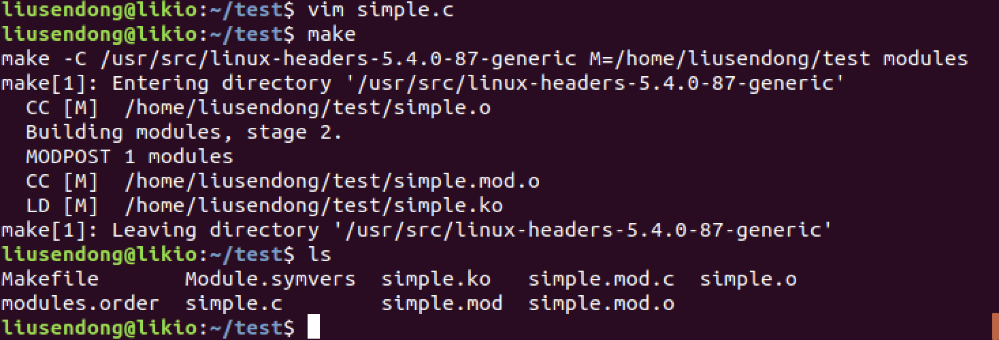 liusendong@likio:~/test$ vim simple.c
liusendong@likio:~/test$ make
make -C /usr/src/linux-headers-5.4.0-87-generic M=/home/liusendong/test modules
make[1]: Entering directory '/usr/src/linux-headers-5.4.0-87-generic'
  CC [M]  /home/liusendong/test/simple.o
  Building modules, stage 2.
  MODPOST 1 modules
  CC [M]  /home/liusendong/test/simple.mod.o
  LD [M]  /home/liusendong/test/simple.ko
make[1]: Leaving directory '/usr/src/linux-headers-5.4.0-87-generic'
liusendong@likio:~/test$ ls
Makefile       Module.symvers  simple.ko   simple.mod.c  simple.o
modules.order  simple.c        simple.mod  simple.mod.o
liusendong@likio:~/test$